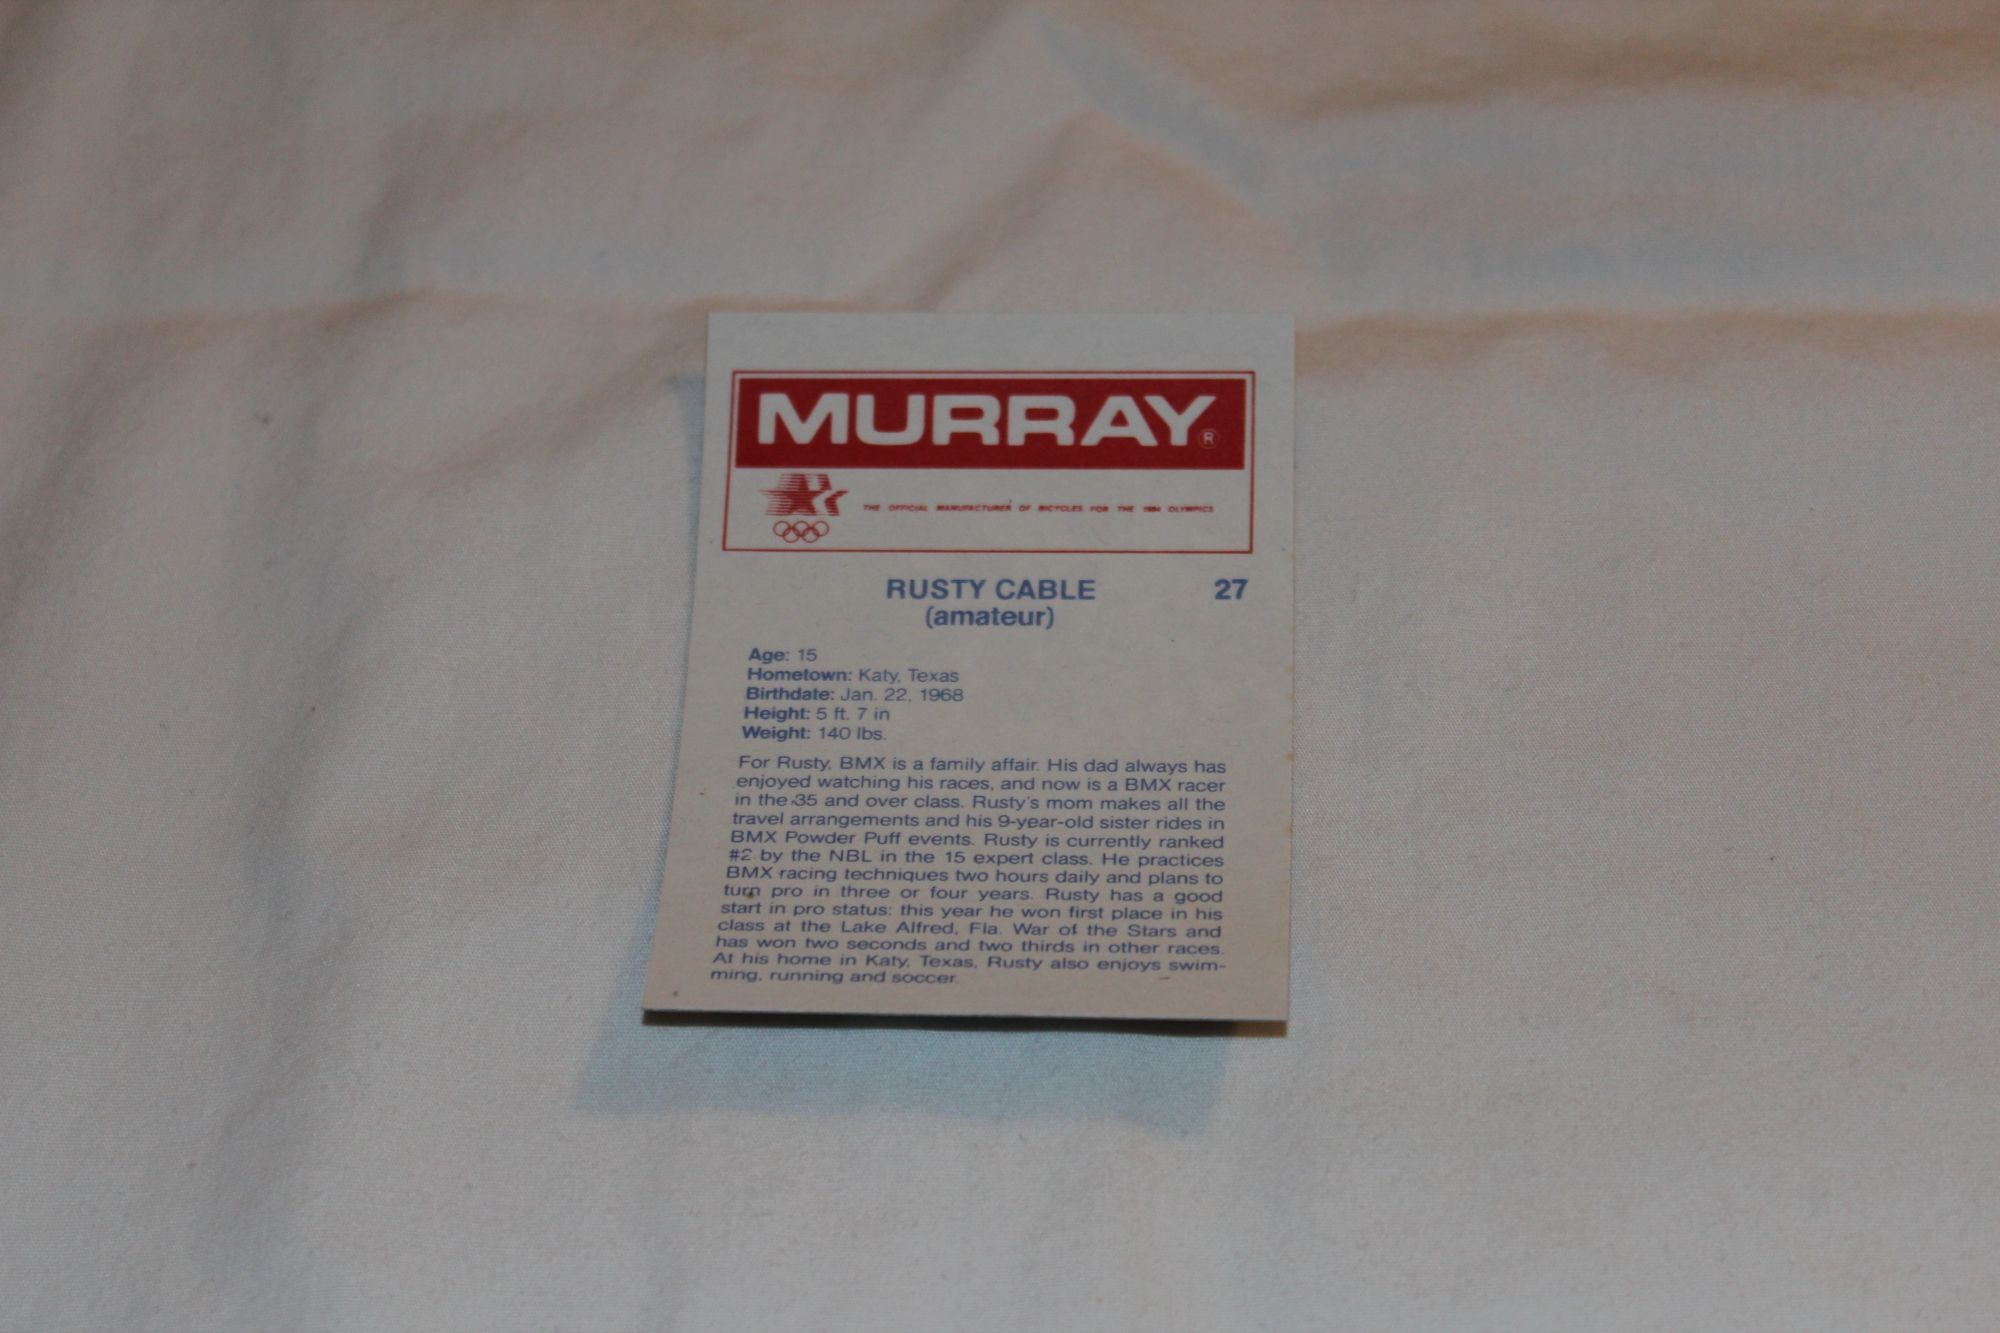 MURRAY®
THE OFFICIAL MANUFACTURER OF BICYCLES FOR THE 1984 OLYMPICS
RUSTY CABLE 27
(amateur)
Age: 15
Hometown: Katy, Texas
Birthdate: Jan. 22, 1968
Height: 5 ft. 7 in
Weight: 140 lbs.
For Rusty, BMX is a family affair. His dad always has
enjoyed watching his races, and now is a BMX racer
in the 35 and over class. Rusty's mom makes all the
travel arrangements and his 9-year-old sister rides in
BMX Powder Puff events. Rusty is currently ranked
#2 by the NBL in the 15 expert class. He practices
BMX racing techniques two hours daily and plans to
turn pro in three or four years. Rusty has a good
start in pro status: this year he won first place in his
class at the Lake Alfred, Fla. War of the Stars and
has won two seconds and two thirds in other races.
At his home in Katy, Texas, Rusty also enjoys swim-
ming, running and soccer.